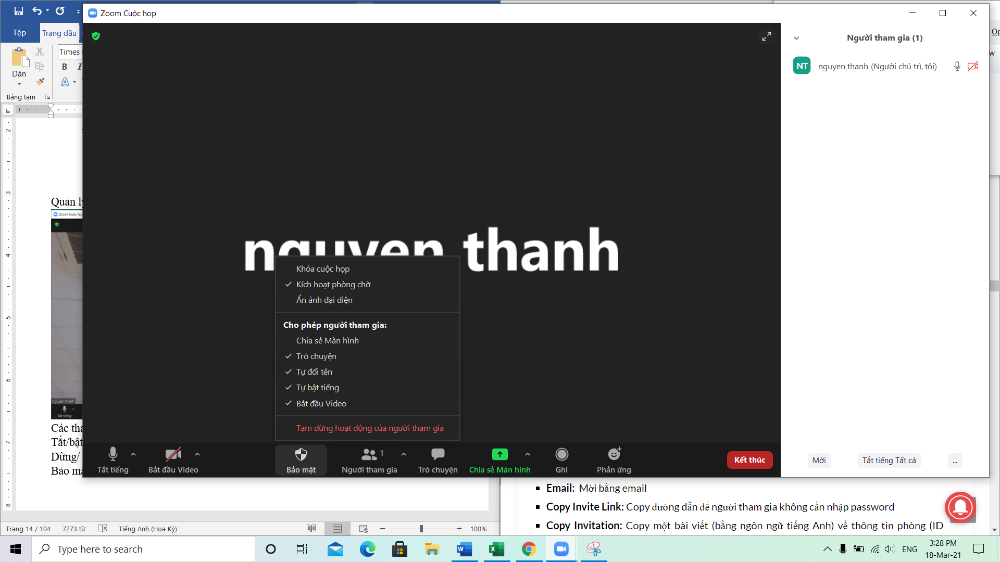 Zoom Cuộc họp
Tệp
Trang đầu
Times
Dán
B I
A
Bảng tạm
Quản lý
Zoom Cuộc họp
nguyen thanh
Tắt tiếng
Các tha
Tắt/bật
Dừng/
Bảo mậ
Trang 14 / 104 7273 từ Tiếng Anh (Hoa Kỳ) 100%
nguyen thanh
Khóa cuộc họp
Kích hoạt phòng chờ
Ẩn ảnh đại diện
Cho phép người tham gia:
Chia sẻ Màn hình
Trò chuyện
Tự đổi tên
Tự bật tiếng
Bắt đầu Video
Tạm dừng hoạt động của người tham gia
Tắt tiếng Bắt đầu Video Bảo mật Người tham gia 1 Trò chuyện Chia sẻ Màn hình Ghi Phản ứng Kết thúc
Người tham gia (1)
NT nguyen thanh (Người chủ trì, tôi)
Mời Tắt tiếng Tất cả ...
Op
w
Email: Mời bằng email
Copy Invite Link: Copy đường dẫn để người tham gia không cần nhập password
Copy Invitation: Copy một bài viết (bằng ngôn ngữ tiếng Anh) về thông tin phòng (ID
Type here to search
ENG
3:28 PM
18-Mar-21